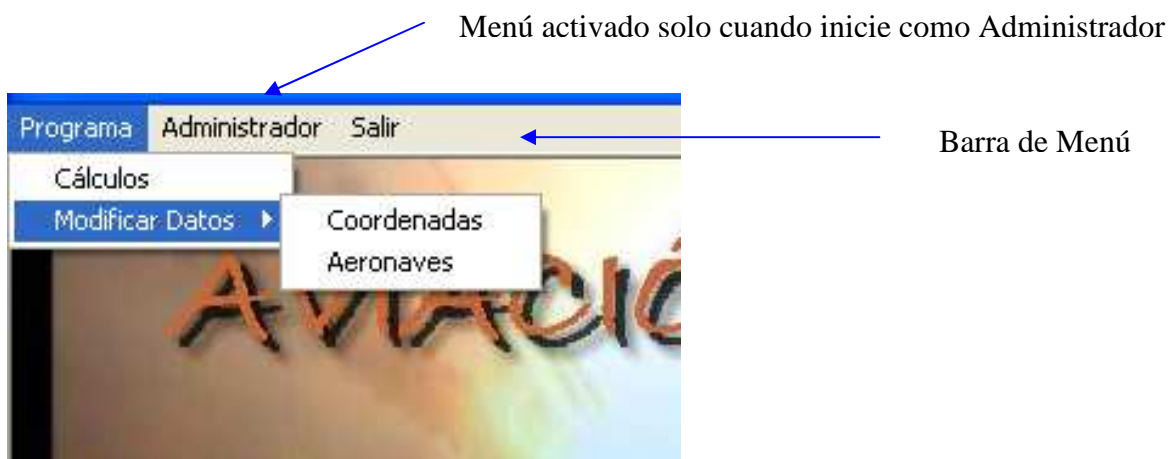 Menú activado solo cuando inicie como Administrador
Programa Administrador Salir
Barra de Menú
Cálculos
Modificar Datos
Coordenadas
Aeronaves